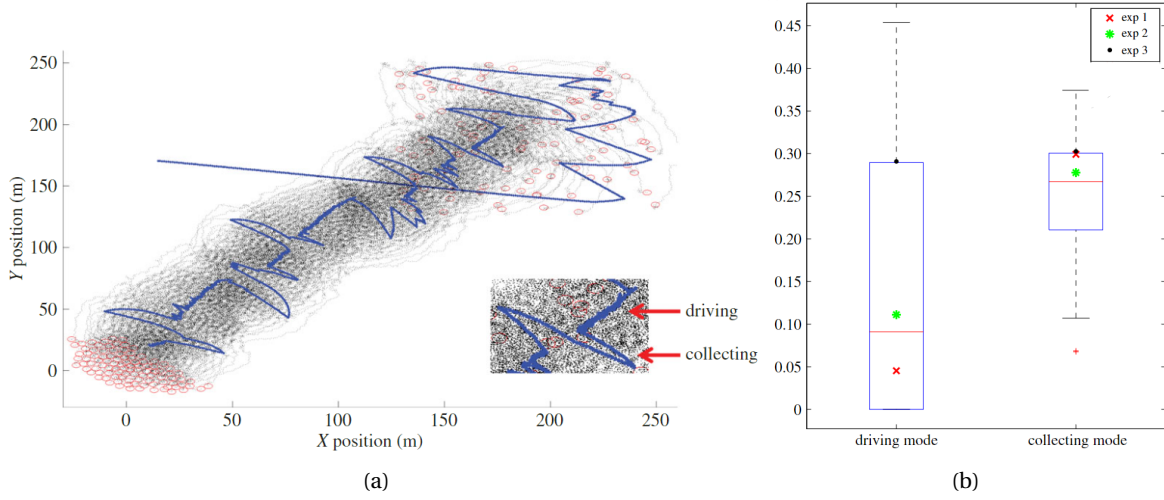 250
200
150
100
50
0
Y position (m)
0
50
100
150
200
250
X position (m)
driving
collecting
(a)
0.45
0.40
0.35
0.30
0.25
0.20
0.15
0.10
0.05
0
exp 1
exp 2
exp 3
driving mode
collecting mode
(b)